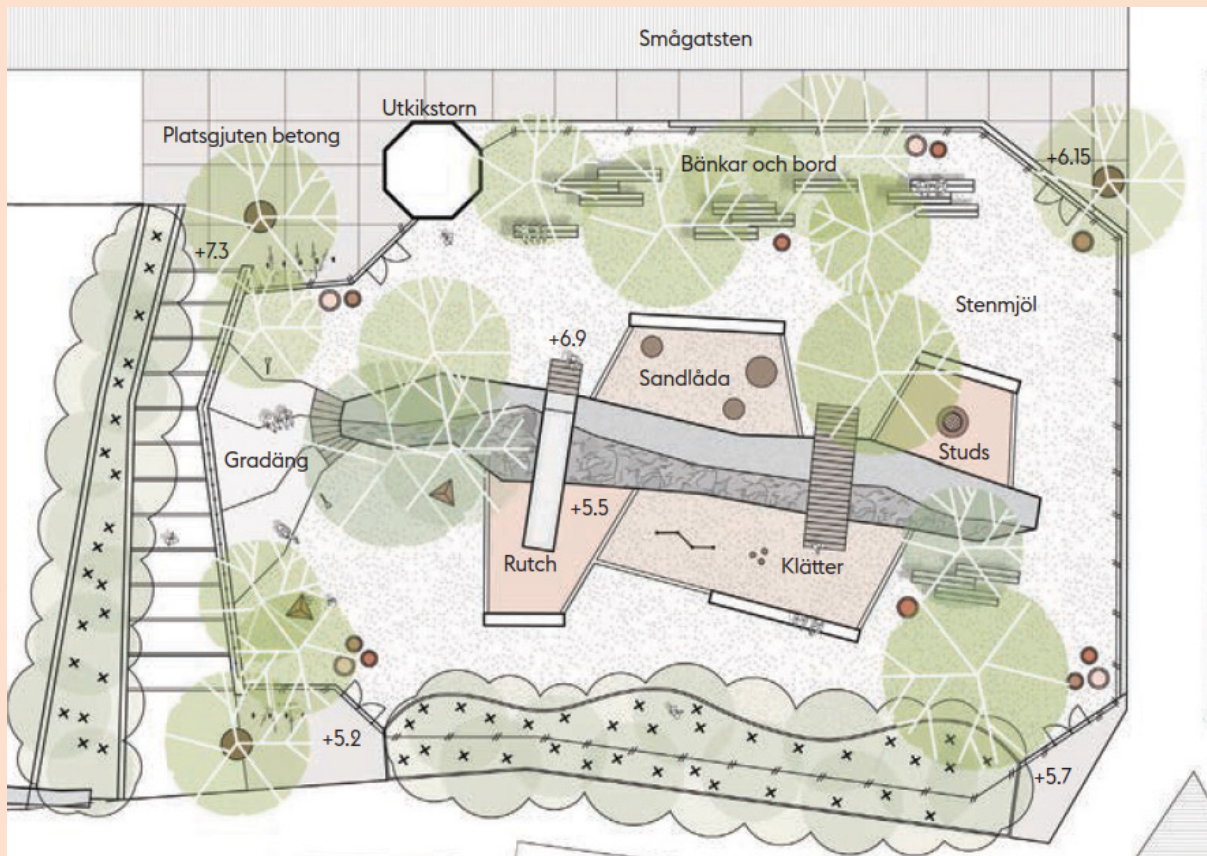 Smågatsten
Utkikstorn
Platsgjuten betong
Bänkar och bord
+6.15
+7.3
Stenmjöl
+6.9
Sandlåda
Gradäng
Studs
+5.5
Rutch
Klätter
+5.2
+5.7